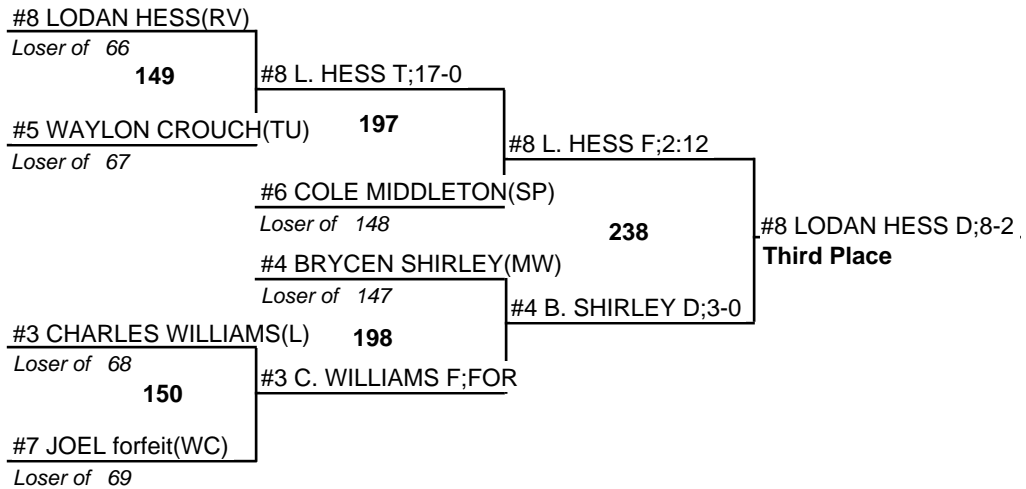 #8 LODAN HESS(RV)
Loser of 66
149
#8 L. HESS T;17-0
#5 WAYLON CROUCH(TU)
197
Loser of 67
#8 L. HESS F;2:12
#6 COLE MIDDLETON(SP)
Loser of 148
238
#8 LODAN HESS D;8-2
Third Place
#4 BRYCEN SHIRLEY(MW)
Loser of 147
#4 B. SHIRLEY D;3-0
#3 CHARLES WILLIAMS(L)
198
Loser of 68
150
#3 C. WILLIAMS F;FOR
#7 JOEL forfeit(WC)
Loser of 69